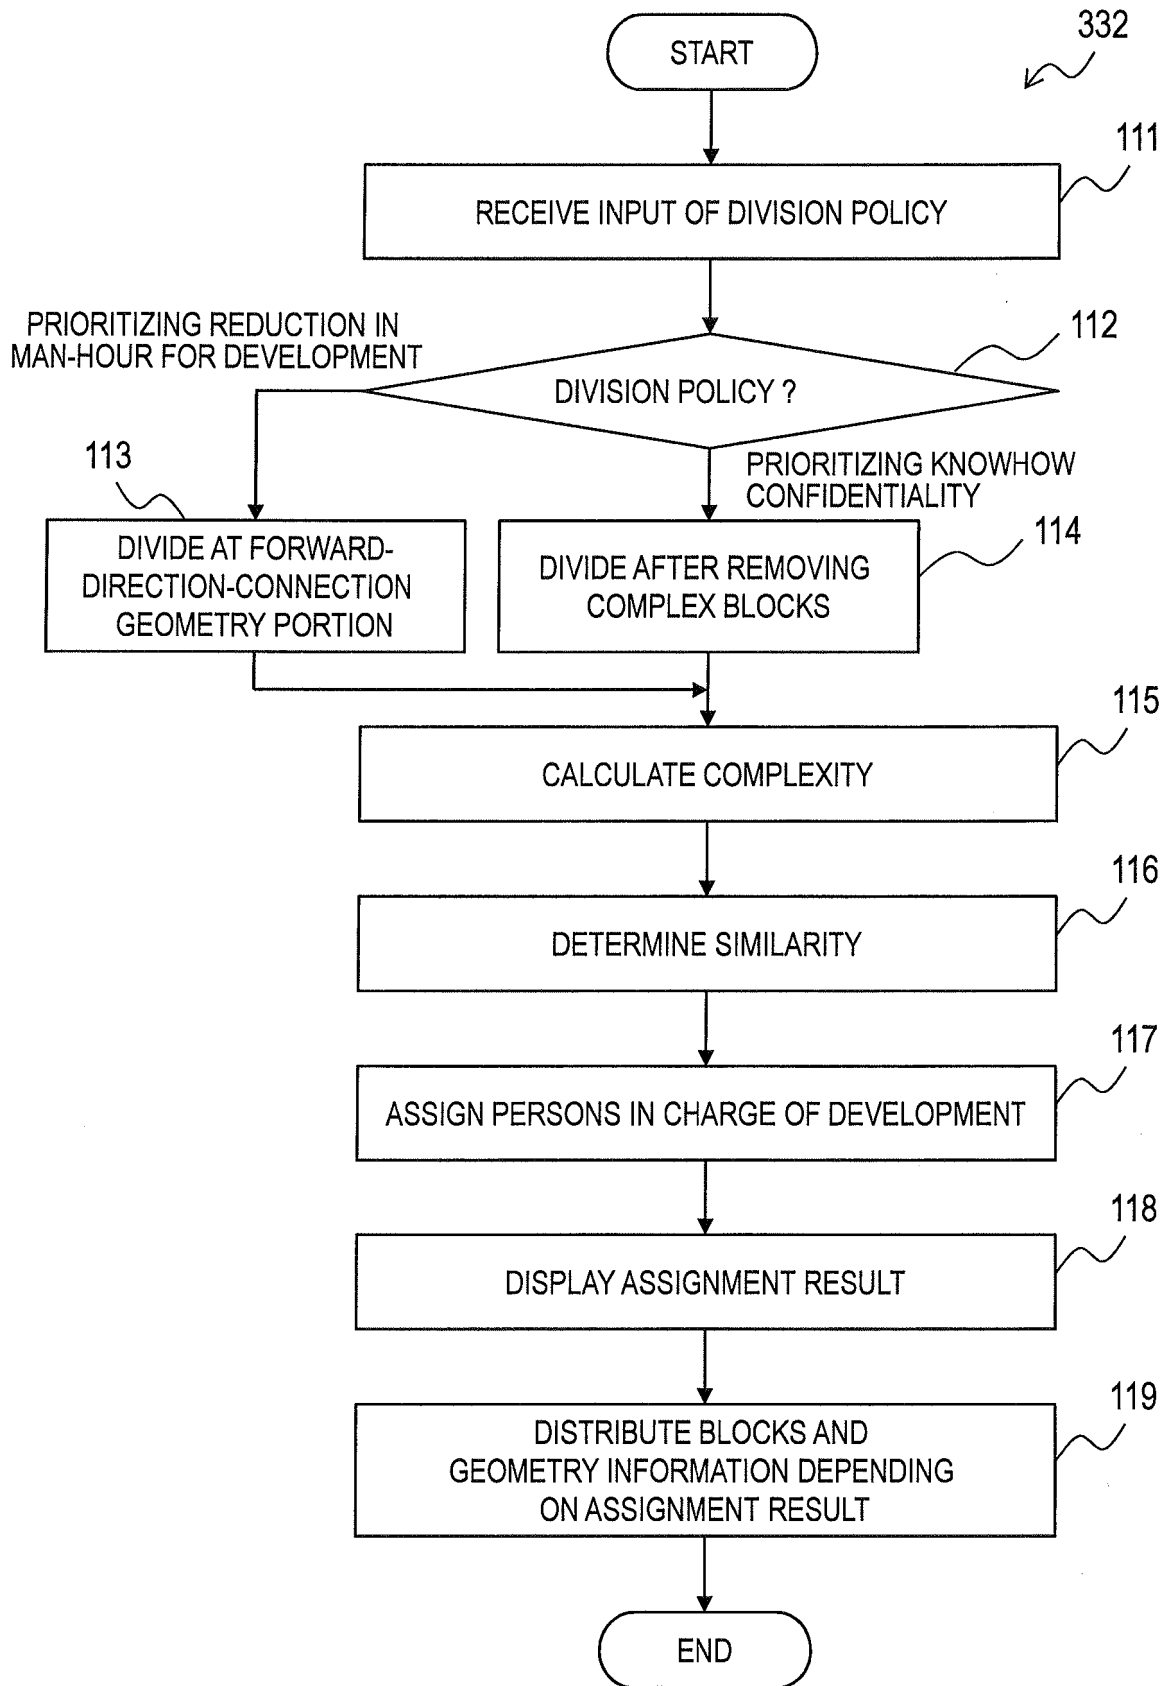 START
332
111
RECEIVE INPUT OF DIVISION POLICY
PRIORITIZING REDUCTION IN
MAN-HOUR FOR DEVELOPMENT
112
DIVISION POLICY ?
113
PRIORITIZING KNOWHOW
CONFIDENTIALITY
114
DIVIDE AT FORWARD-
DIRECTION-CONNECTION
GEOMETRY PORTION
DIVIDE AFTER REMOVING
COMPLEX BLOCKS
115
CALCULATE COMPLEXITY
116
DETERMINE SIMILARITY
117
ASSIGN PERSONS IN CHARGE OF DEVELOPMENT
118
DISPLAY ASSIGNMENT RESULT
119
DISTRIBUTE BLOCKS AND
GEOMETRY INFORMATION DEPENDING
ON ASSIGNMENT RESULT
END